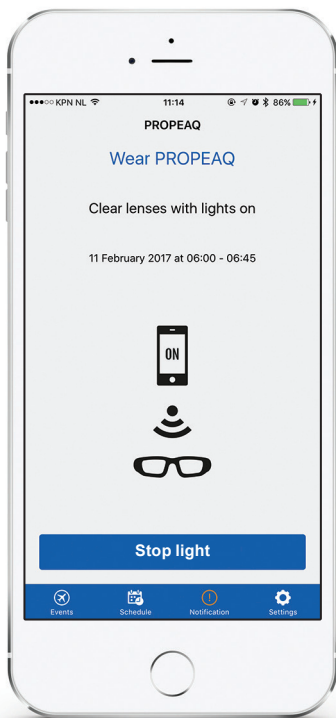 ●●●○○ KPN NL 11:14 86%
PROPEAQ
Wear PROPEAQ
Clear lenses with lights on
11 February 2017 at 06:00 - 06:45
ON
Stop light
Events Schedule Notification Settings